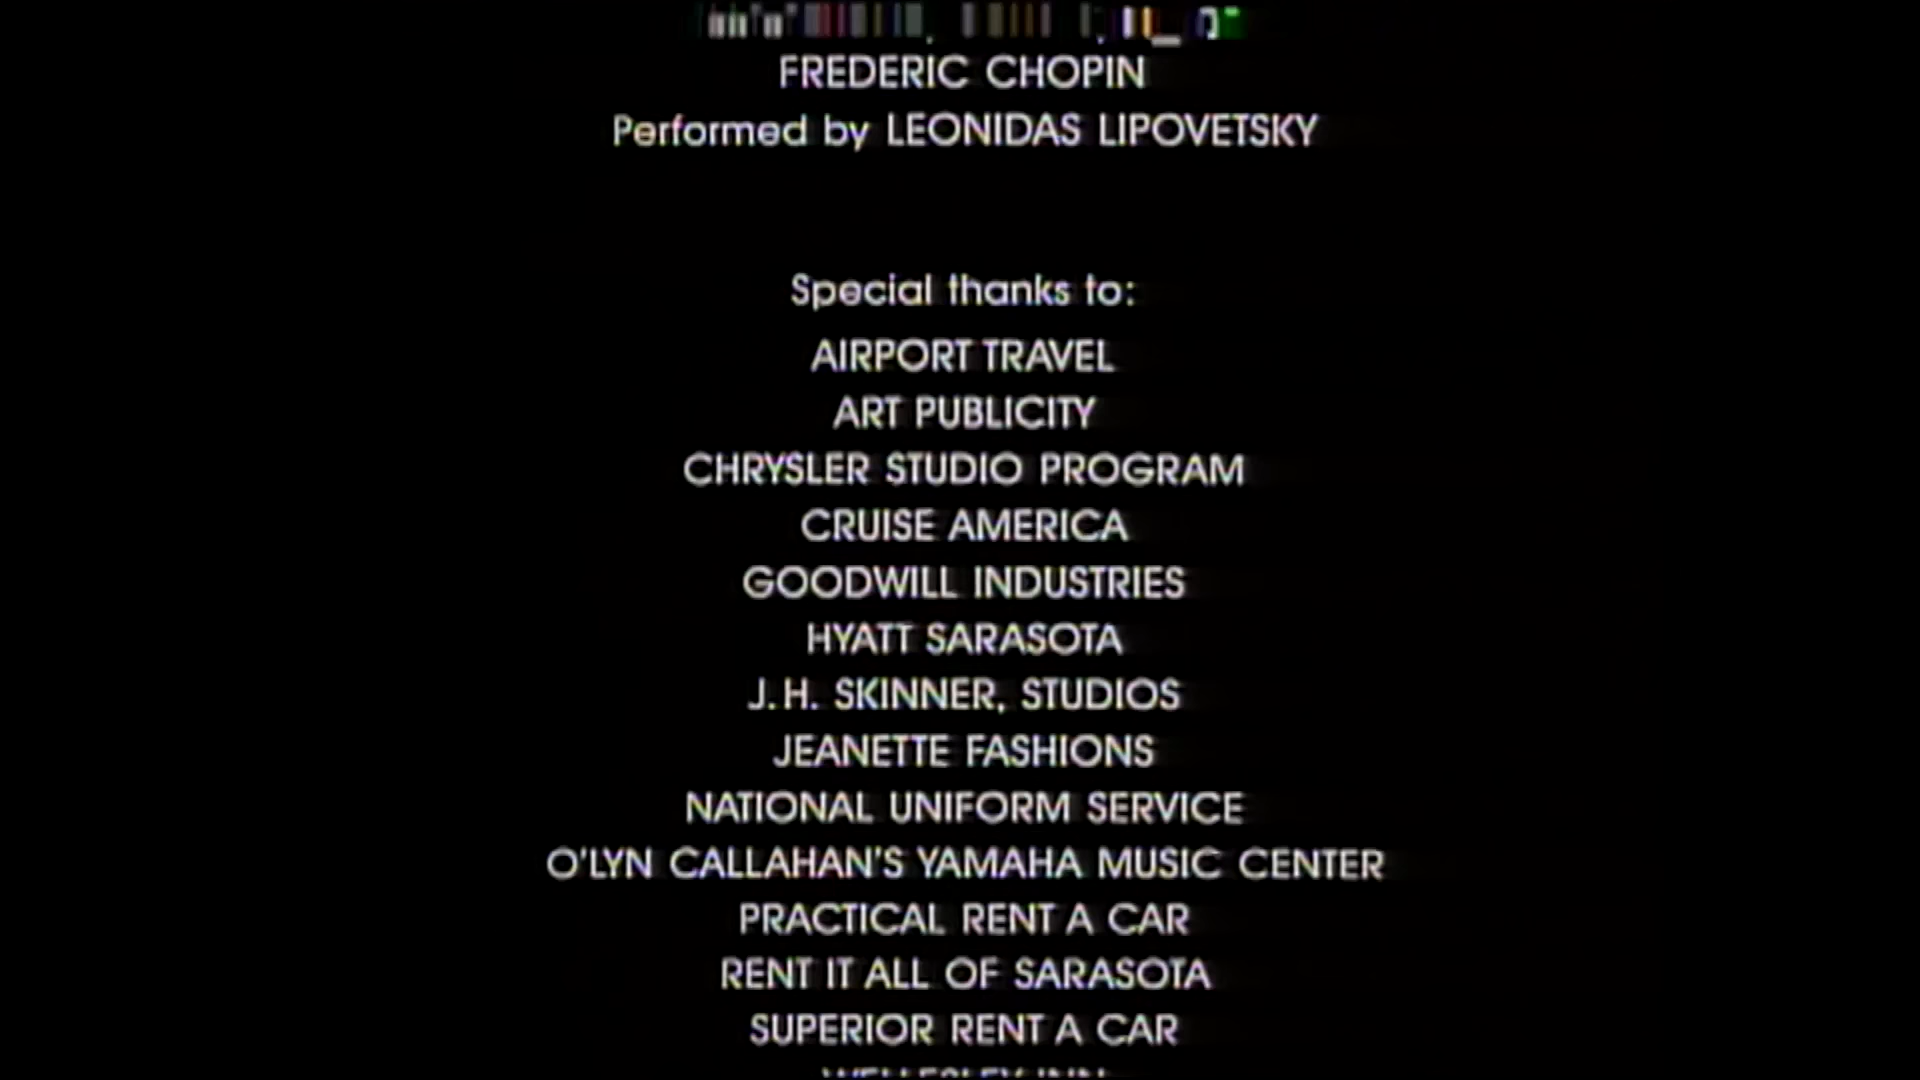 FREDERIC CHOPIN
Performed by LEONIDAS LIPOVETSKY
Special thanks to:
AIRPORT TRAVEL
ART PUBLICITY
CHRYSLER STUDIO PROGRAM
CRUISE AMERICA
GOODWILL INDUSTRIES
HYATT SARASOTA
J.H. SKINNER, STUDIOS
JEANETTE FASHIONS
NATIONAL UNIFORM SERVICE
O'LYN CALLAHAN'S YAMAHA MUSIC CENTER
PRACTICAL RENT A CAR
RENT IT ALL OF SARASOTA
SUPERIOR RENT A CAR
WELLESLEY INN